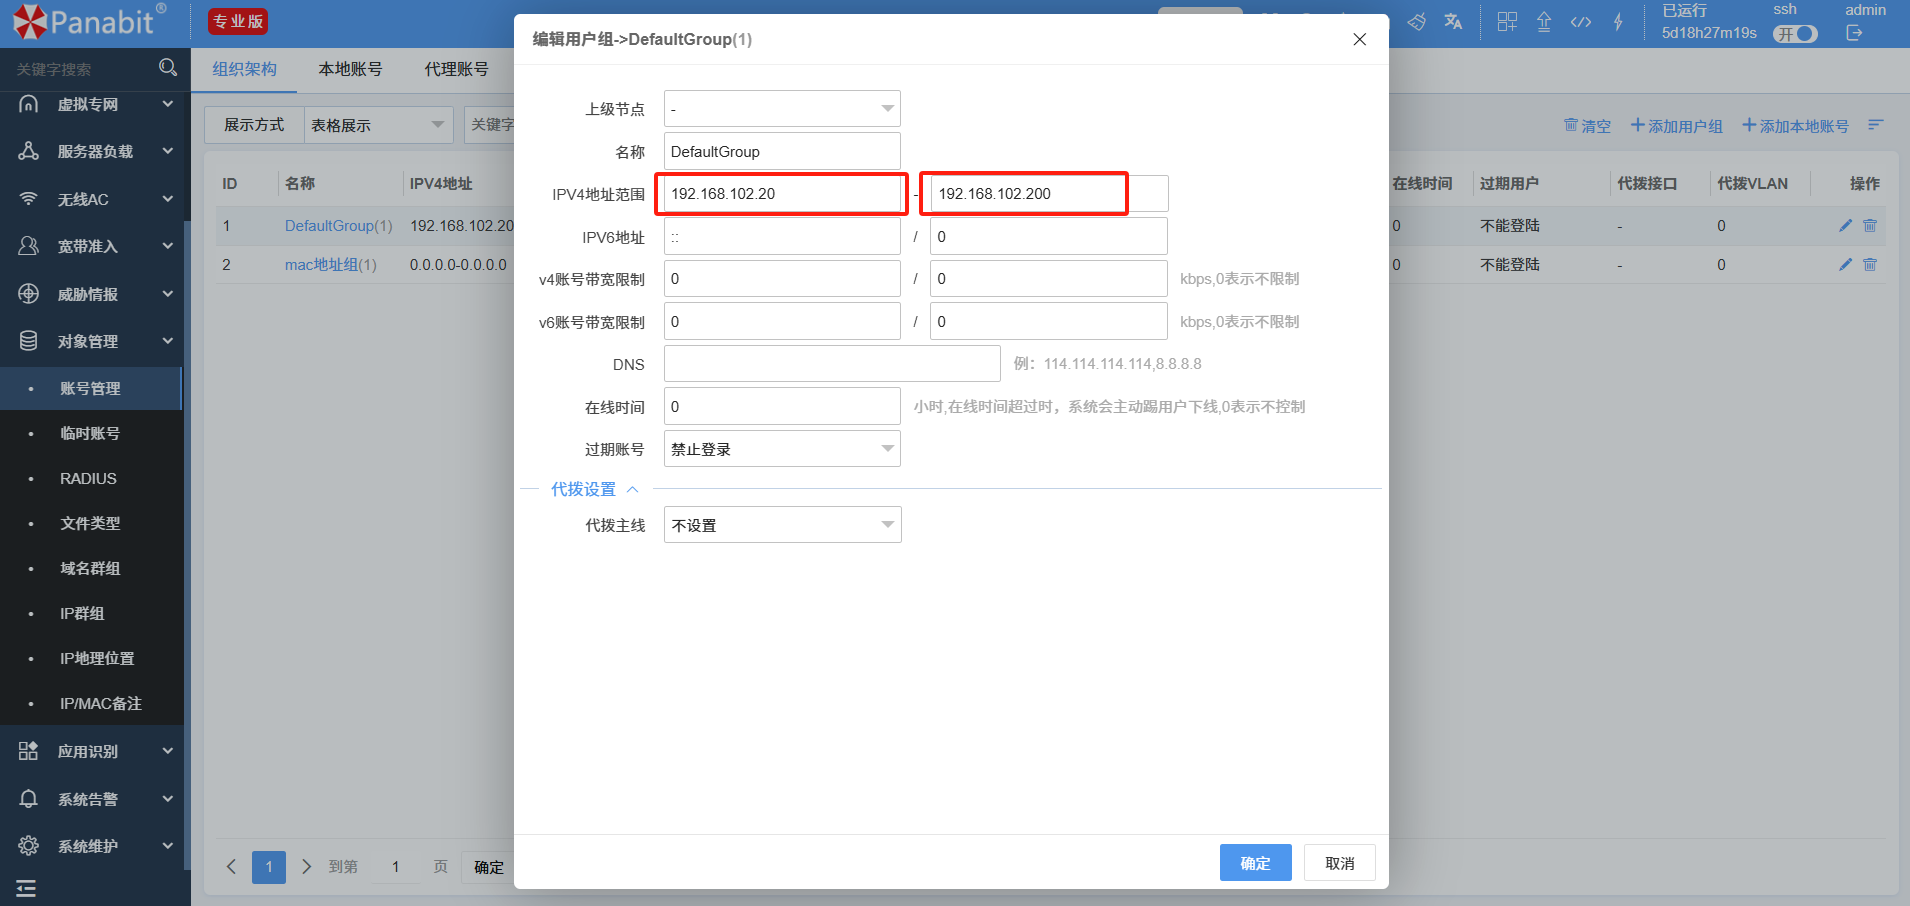 Panabit®
专业版
已运行
5d18h27m19s
ssh
开
admin
关键字搜索
虚拟专网
服务器负载
无线AC
宽带准入
威胁情报
对象管理
账号管理
临时账号
RADIUS
文件类型
域名群组
IP群组
IP地理位置
IP/MAC备注
应用识别
系统告警
系统维护
组织架构
本地账号
代理账号
展示方式
表格展示
关键字
清空
添加用户组
添加本地账号
ID
名称
IPV4地址
在线时间
过期用户
代拨接口
代拨VLAN
操作
1
DefaultGroup(1)
192.168.102.20
0
不能登陆
-
0
2
mac地址组(1)
0.0.0.0-0.0.0.0
0
不能登陆
-
0
1
到第
1
页
确定
编辑用户组->DefaultGroup(1)
上级节点
-
名称
DefaultGroup
IPV4地址范围
192.168.102.20
-
192.168.102.200
IPV6地址
::
/
0
v4账号带宽限制
0
/
0
kbps,0表示不限制
v6账号带宽限制
0
/
0
kbps,0表示不限制
DNS
例：114.114.114.114,8.8.8.8
在线时间
0
小时,在线时间超过时，系统会主动踢用户下线,0表示不控制
过期账号
禁止登录
代拨设置
代拨主线
不设置
确定
取消